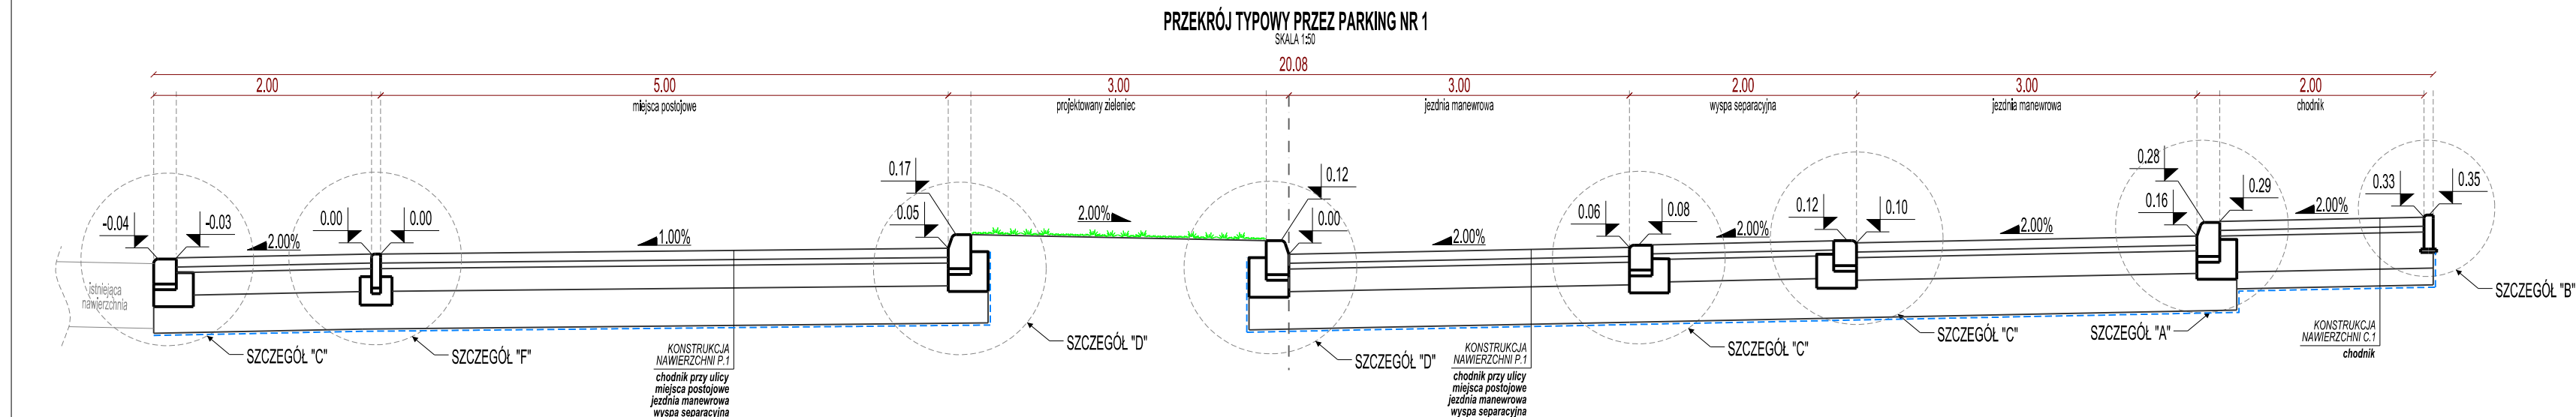 PRZEKRÓJ TYPOWY PRZEZ PARKING NR 1
SKALA 1:50
20.08
2.00
5.00
3.00
3.00
2.00
3.00
2.00
miejsca postojowe
projektowany zieleniec
jezdnia manewrowa
wyspa separacyjna
jezdnia manewrowa
chodnik
-0.04
-0.03
2.00%
0.00
0.00
1.00%
0.17
0.05
2.00%
0.12
0.00
2.00%
0.06
0.08
2.00%
0.12
0.10
2.00%
0.28
0.16
0.29
2.00%
0.33
0.35
istniejąca
nawierzchnia
SZCZEGÓŁ "C"
SZCZEGÓŁ "F"
KONSTRUKCJA
NAWIERZCHNI P.1
chodnik przy ulicy
miejsca postojowe
jezdnia manewrowa
wyspa separacyjna
SZCZEGÓŁ "D"
SZCZEGÓŁ "D"
KONSTRUKCJA
NAWIERZCHNI P.1
chodnik przy ulicy
miejsca postojowe
jezdnia manewrowa
wyspa separacyjna
SZCZEGÓŁ "C"
SZCZEGÓŁ "C"
SZCZEGÓŁ "A"
KONSTRUKCJA
NAWIERZCHNI C.1
chodnik
SZCZEGÓŁ "B"